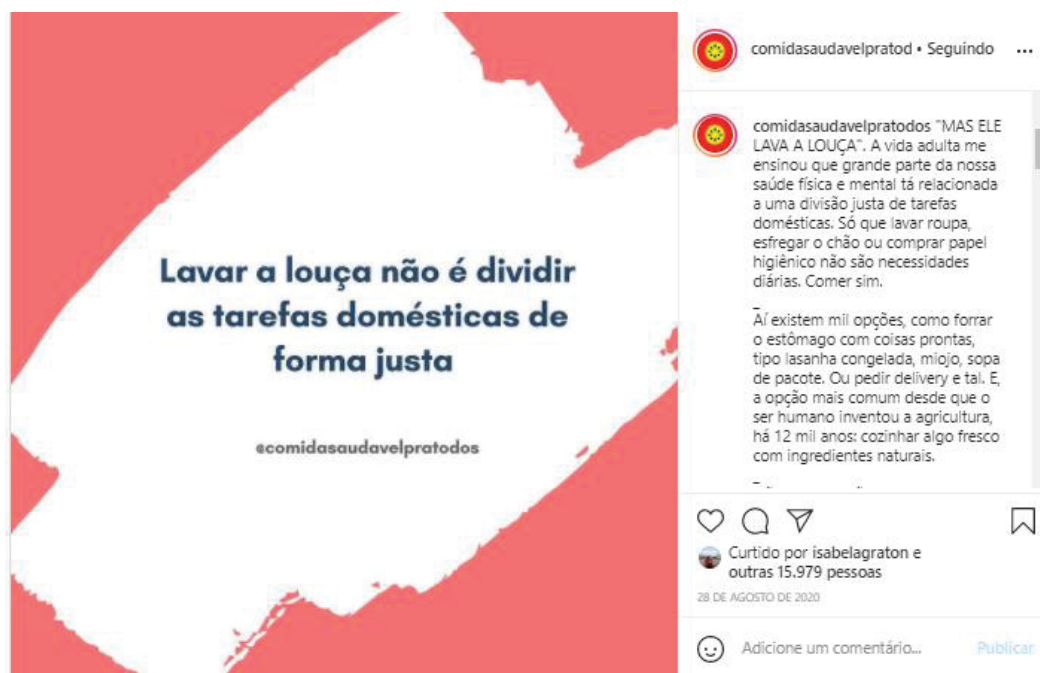 Lavar a louça não é dividir
as tarefas domésticas de
forma justa
@comidasaudavelpratodos
comidasaudavelpratod • Seguindo
comidasaudavelpratodos "MAS ELE
LAVA A LOUÇA". A vida adulta me
ensinou que grande parte da nossa
saúde física e mental tá relacionada
a uma divisão justa de tarefas
domésticas. Só que lavar roupa,
esfregar o chão ou comprar papel
higiênico não são necessidades
diárias. Comer sim.
_
Aí existem mil opções, como forrar
o estômago com coisas prontas,
tipo lasanha congelada, miojo, sopa
de pacote. Ou pedir delivery e tal. E,
a opção mais comum desde que o
ser humano inventou a agricultura,
há 12 mil anos: cozinhar algo fresco
com ingredientes naturais.
Curtido por isabelagraton e
outras 15.979 pessoas
28 DE AGOSTO DE 2020
Adicione um comentário... Publicar